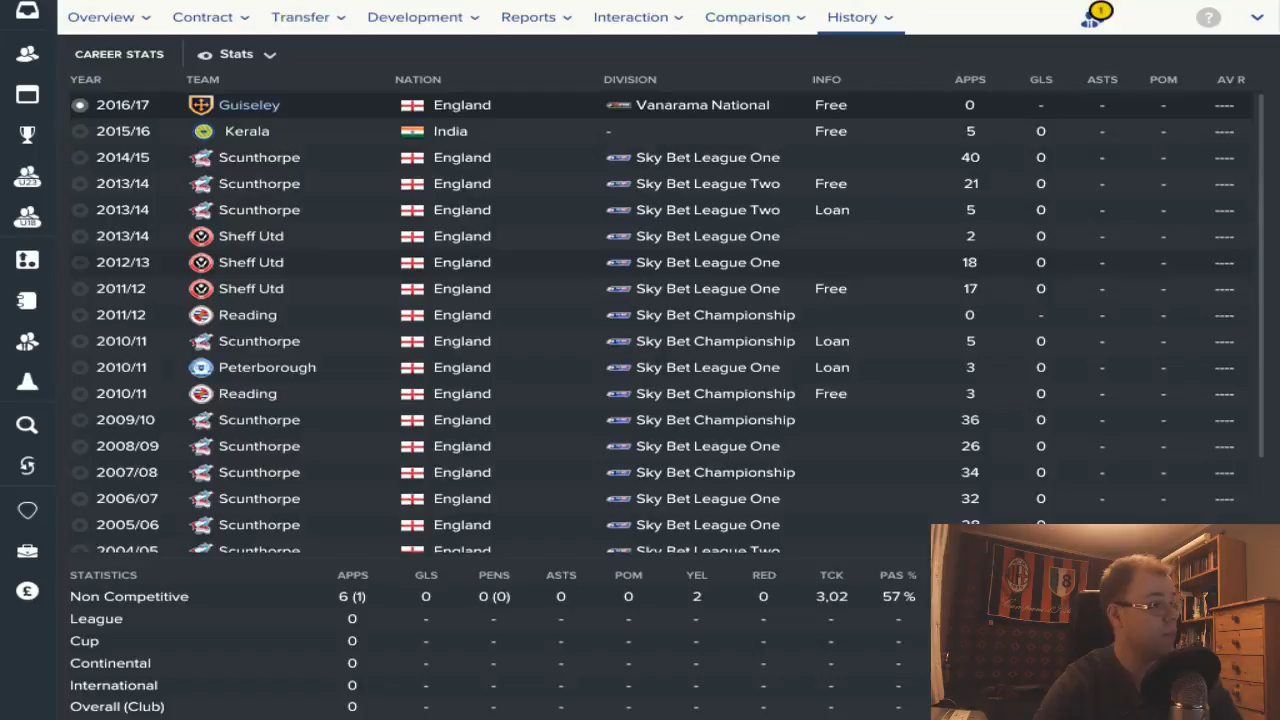 Overview Contract Transfer Development Reports Interaction Comparison History 1 ?
CAREER STATS Stats
YEAR TEAM NATION DIVISION INFO APPS GLS ASTS POM AV R
2016/17 Guiseley England Vanarama National Free 0 - - - ----
2015/16 Kerala India - Free 5 0 - - ----
2014/15 Scunthorpe England Sky Bet League One 40 0 - - ----
2013/14 Scunthorpe England Sky Bet League Two Free 21 0 - - ----
2013/14 Scunthorpe England Sky Bet League Two Loan 5 0 - - ----
2013/14 Sheff Utd England Sky Bet League One 2 0 - - ----
2012/13 Sheff Utd England Sky Bet League One 18 0 - - ----
2011/12 Sheff Utd England Sky Bet League One Free 17 0 - - ----
2011/12 Reading England Sky Bet Championship 0 - - - ----
2010/11 Scunthorpe England Sky Bet Championship Loan 5 0 - - ----
2010/11 Peterborough England Sky Bet League One Loan 3 0 - - ----
2010/11 Reading England Sky Bet Championship Free 3 0 - - ----
2009/10 Scunthorpe England Sky Bet Championship 36 0 - - ----
2008/09 Scunthorpe England Sky Bet League One 26 0 - - ----
2007/08 Scunthorpe England Sky Bet Championship 34 0 - - ----
2006/07 Scunthorpe England Sky Bet League One 32 0 - - ----
2005/06 Scunthorpe England Sky Bet League One
2004/05 Scunthorpe England Sky Bet League Two
STATISTICS APPS GLS PENS ASTS POM YEL RED TCK PAS %
Non Competitive 6 (1) 0 0 (0) 0 0 2 0 3,02 57 %
League 0 - - - - - - - -
Cup 0 - - - - - - - -
Continental 0 - - - - - - - -
International 0 - - - - - - - -
Overall (Club) 0 - - - - - - - -
U23
U18